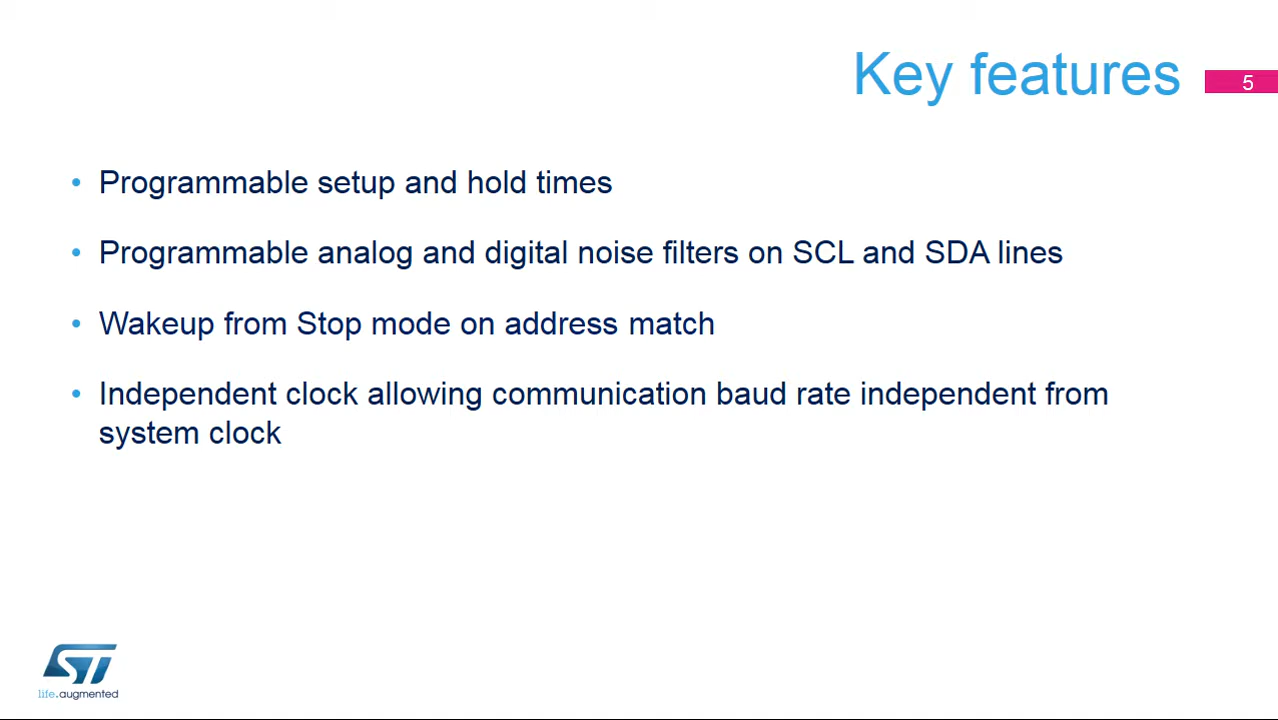 Key features
5
• Programmable setup and hold times
• Programmable analog and digital noise filters on SCL and SDA lines
• Wakeup from Stop mode on address match
• Independent clock allowing communication baud rate independent from
system clock
ST
life.augmented